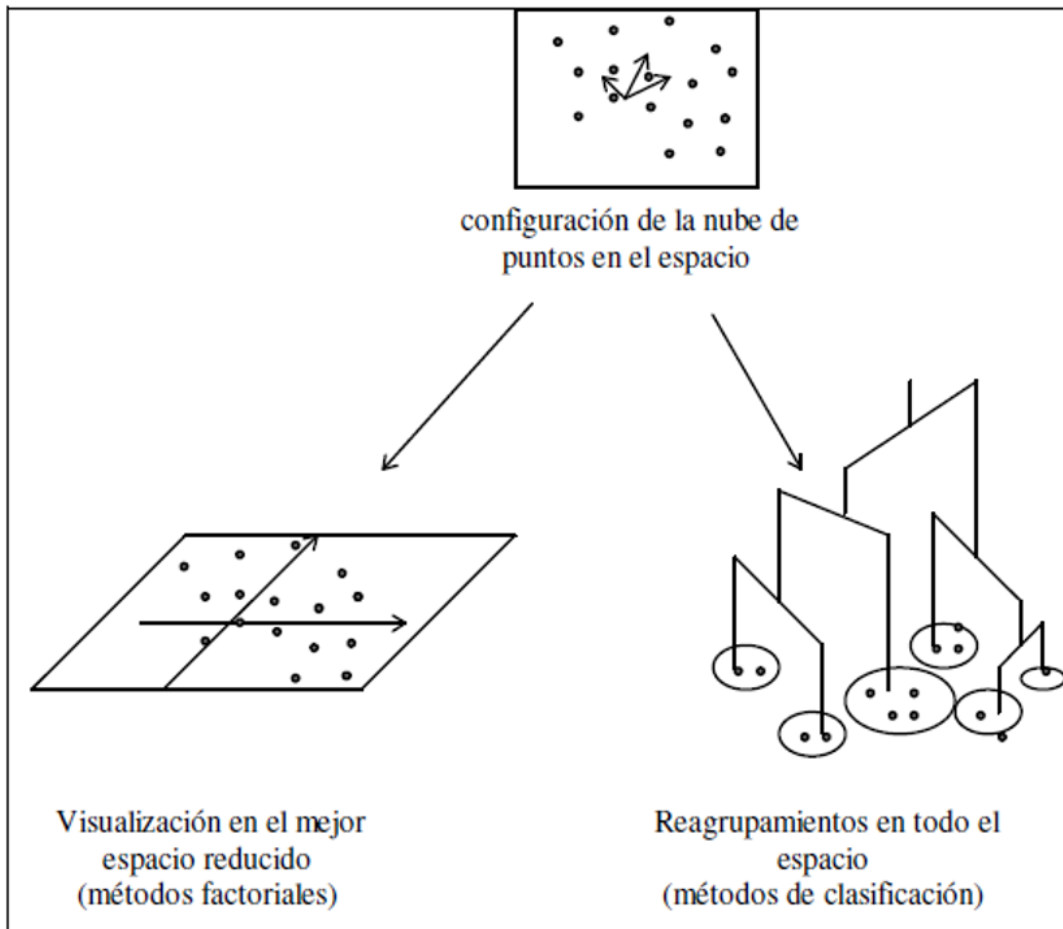 configuración de la nube de
puntos en el espacio
Visualización en el mejor
espacio reducido
(métodos factoriales)
Reagrupamientos en todo el
espacio
(métodos de clasificación)